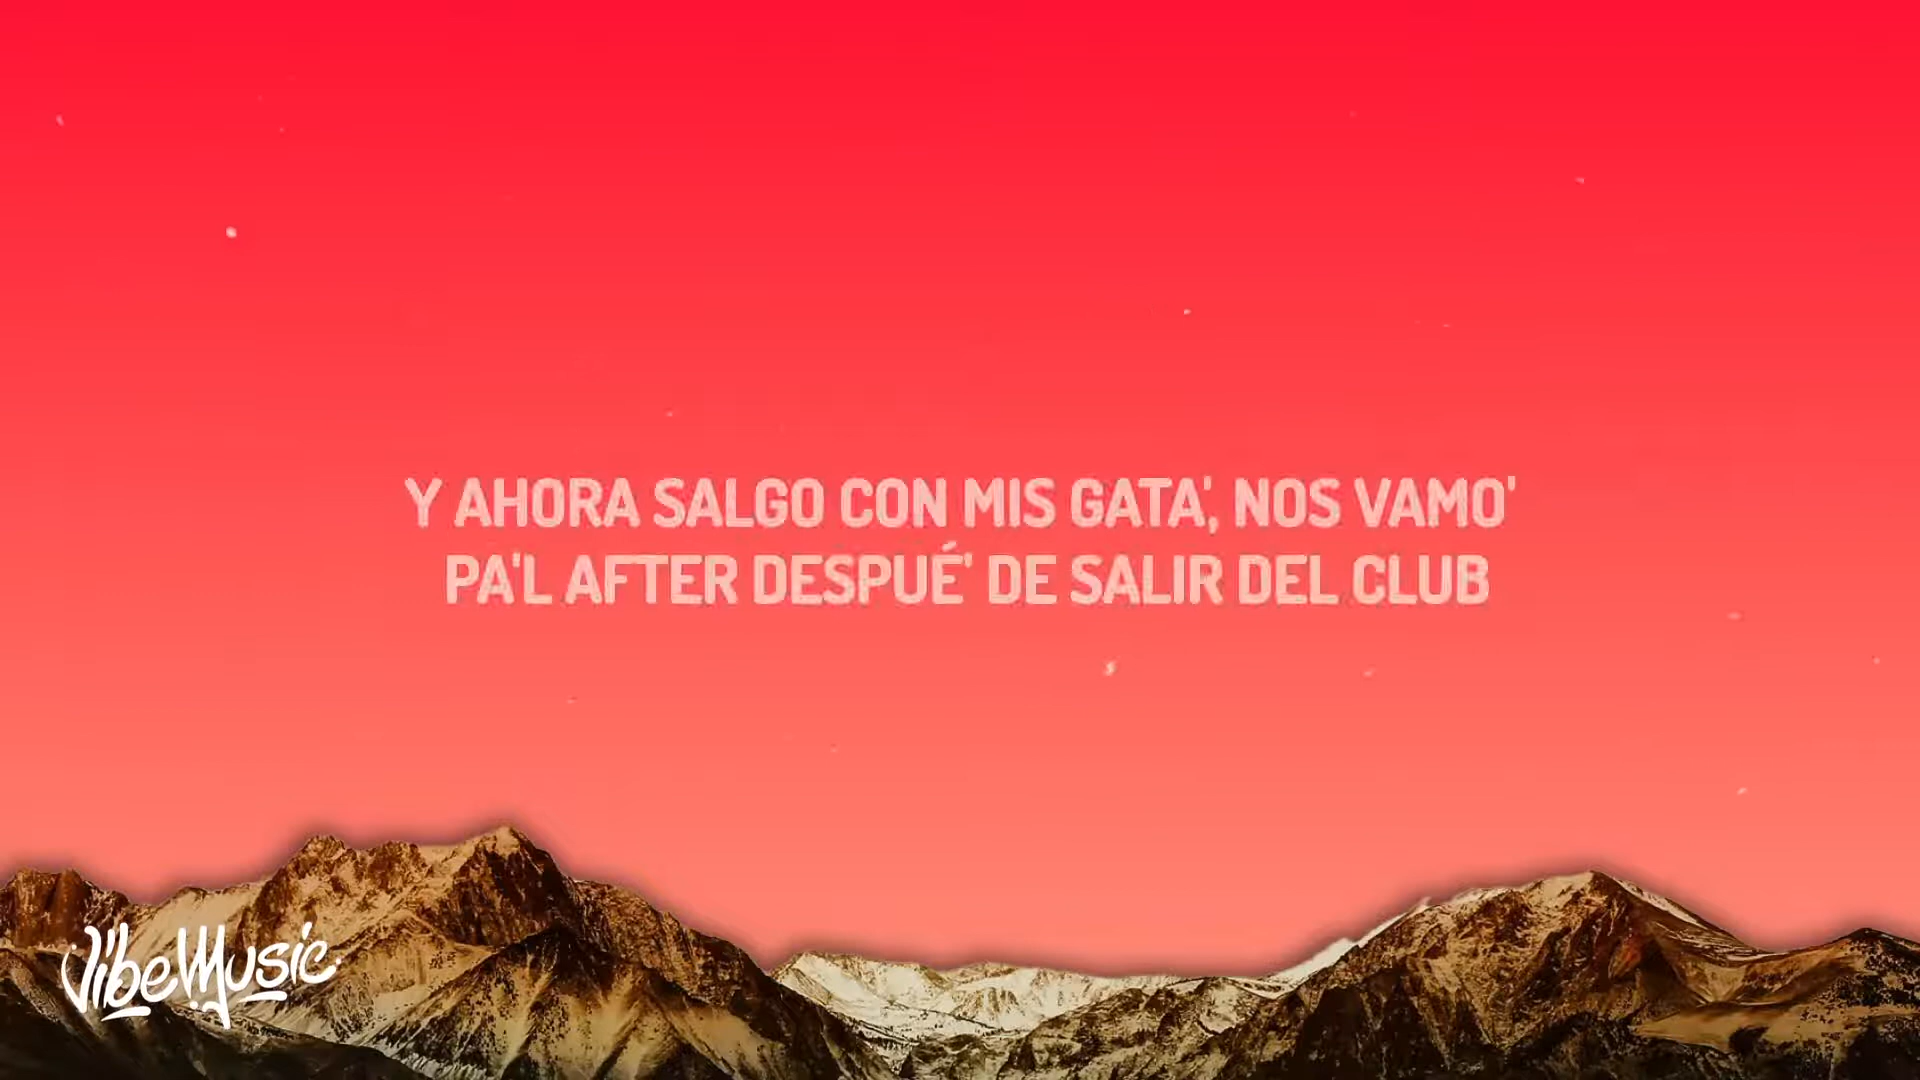 Y AHORA SALGO CON MIS GATA', NOS VAMO'
PA'L AFTER DESPUÉ' DE SALIR DEL CLUB
VibeMusic